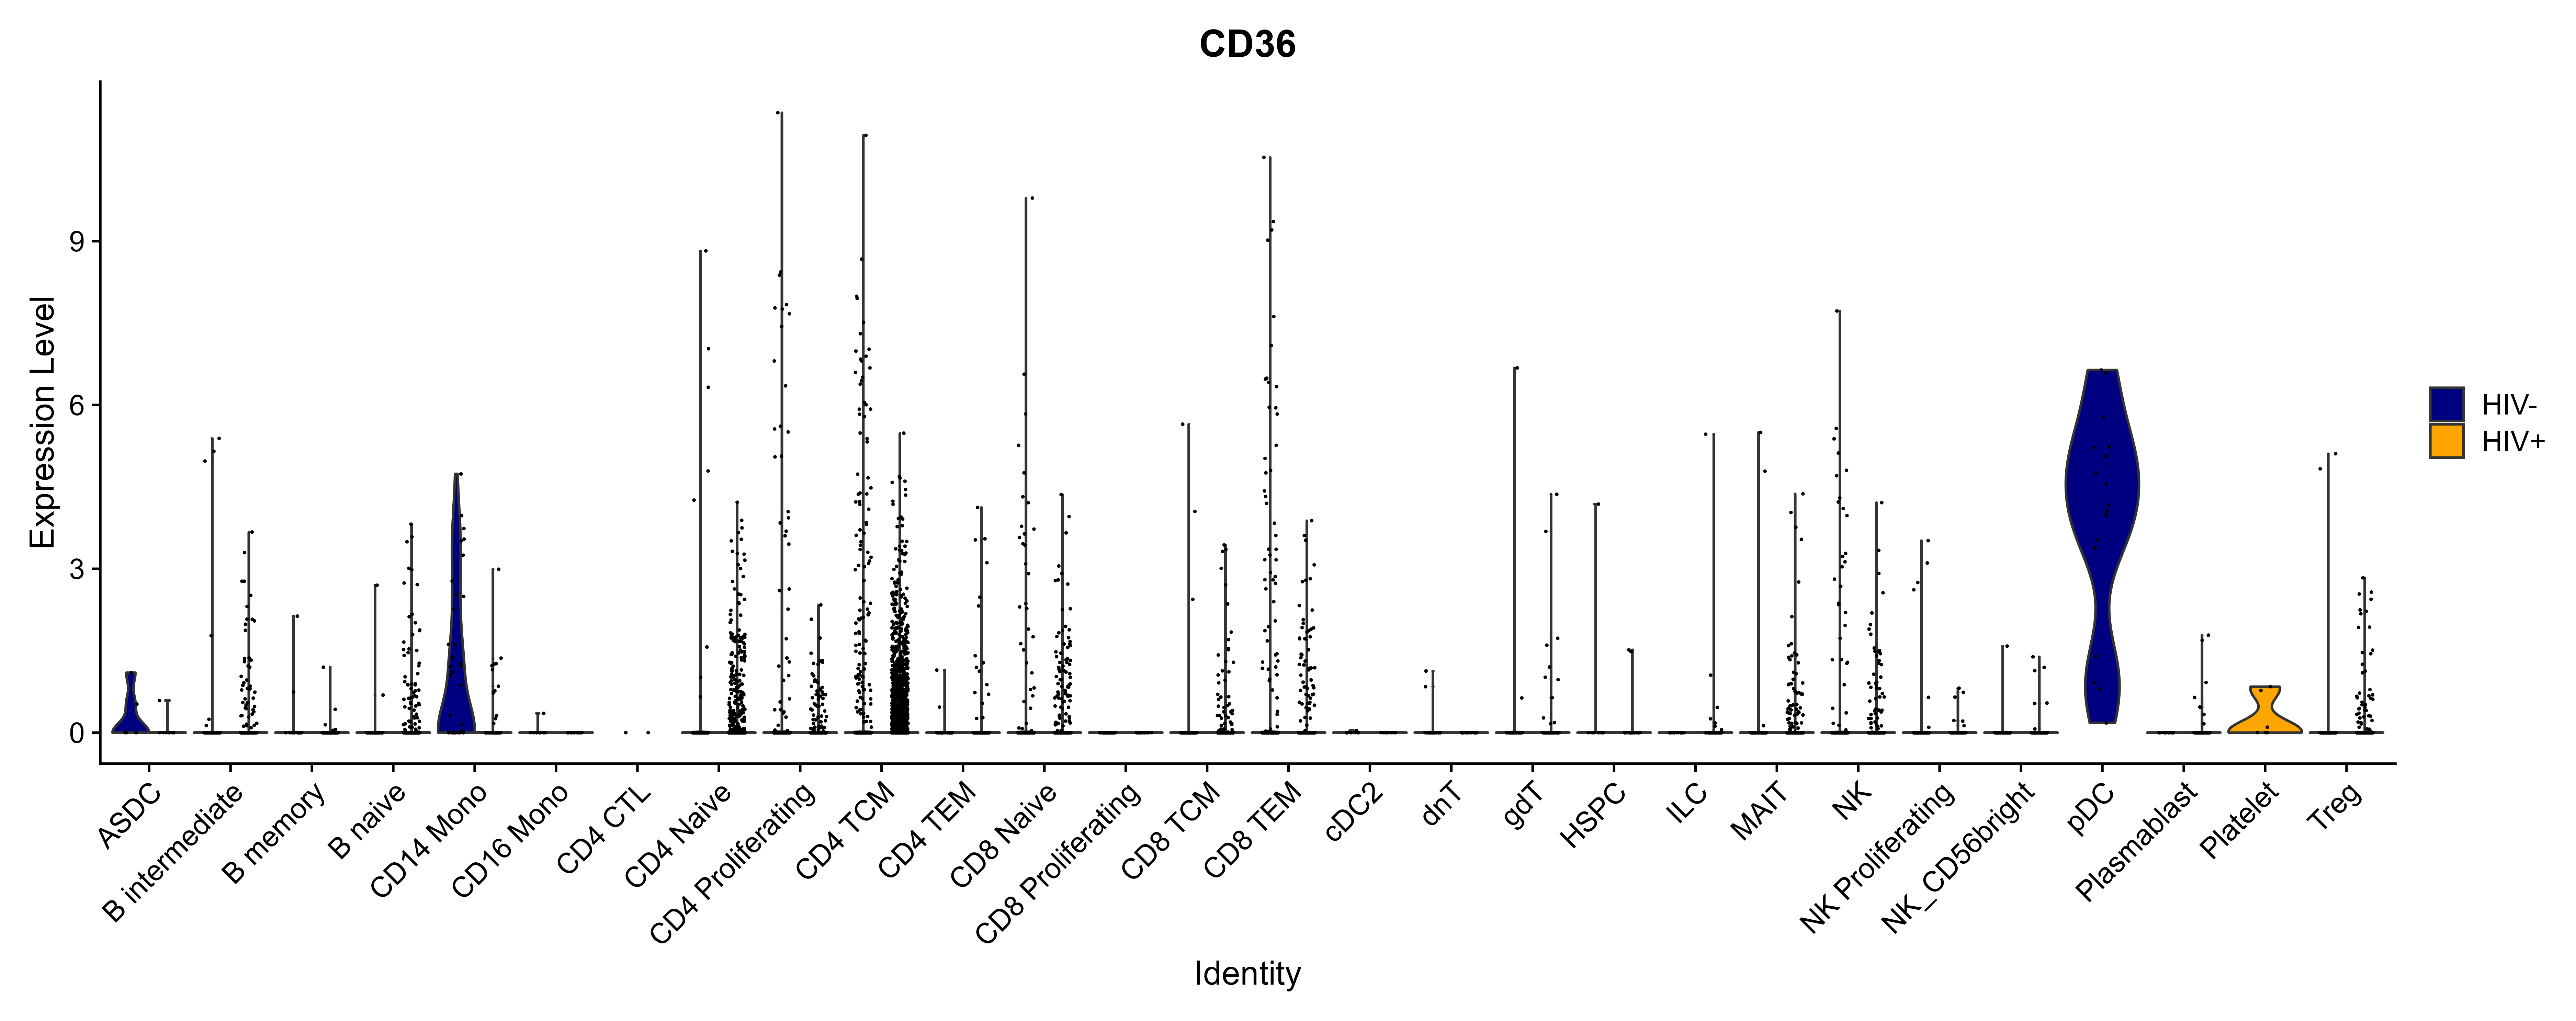 CD36
Expression Level
9
6
3
0
ASDC
B intermediate
B memory
B naive
CD14 Mono
CD16 Mono
CD4 CTL
CD4 Naive
CD4 Proliferating
CD4 TCM
CD4 TEM
CD8 Naive
CD8 Proliferating
CD8 TCM
CD8 TEM
cDC2
dnT
gdT
HSPC
ILC
MAIT
NK
NK Proliferating
NK_CD56bright
pDC
Plasmablast
Platelet
Treg
Identity
HIV-
HIV+